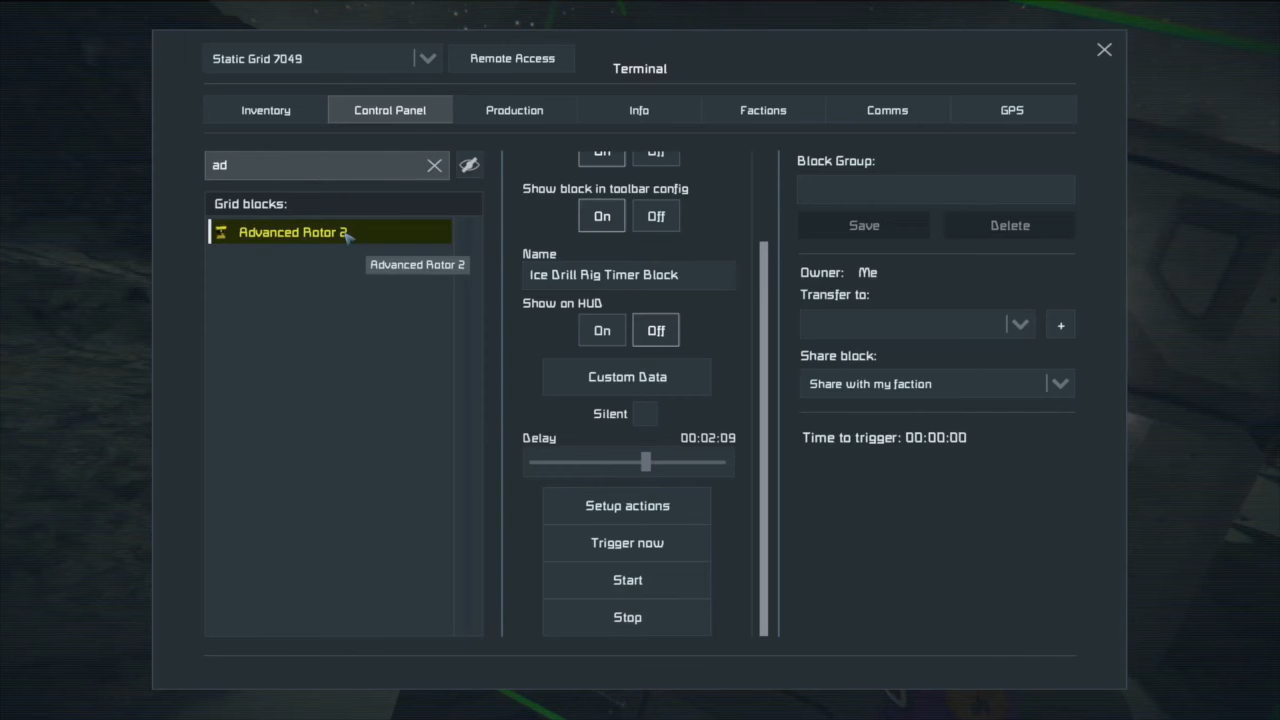 Static Grid 7049
Remote Access
Terminal
Inventory
Control Panel
Production
Info
Factions
Comms
GPS
ad
Grid blocks:
Advanced Rotor 2
Advanced Rotor 2
On Off
Show block in toolbar config
On Off
Name
Ice Drill Rig Timer Block
Show on HUD
On Off
Custom Data
Silent
Delay 00:02:09
Setup actions
Trigger now
Start
Stop
Block Group:
Save Delete
Owner: Me
Transfer to:
+
Share block:
Share with my faction
Time to trigger: 00:00:00